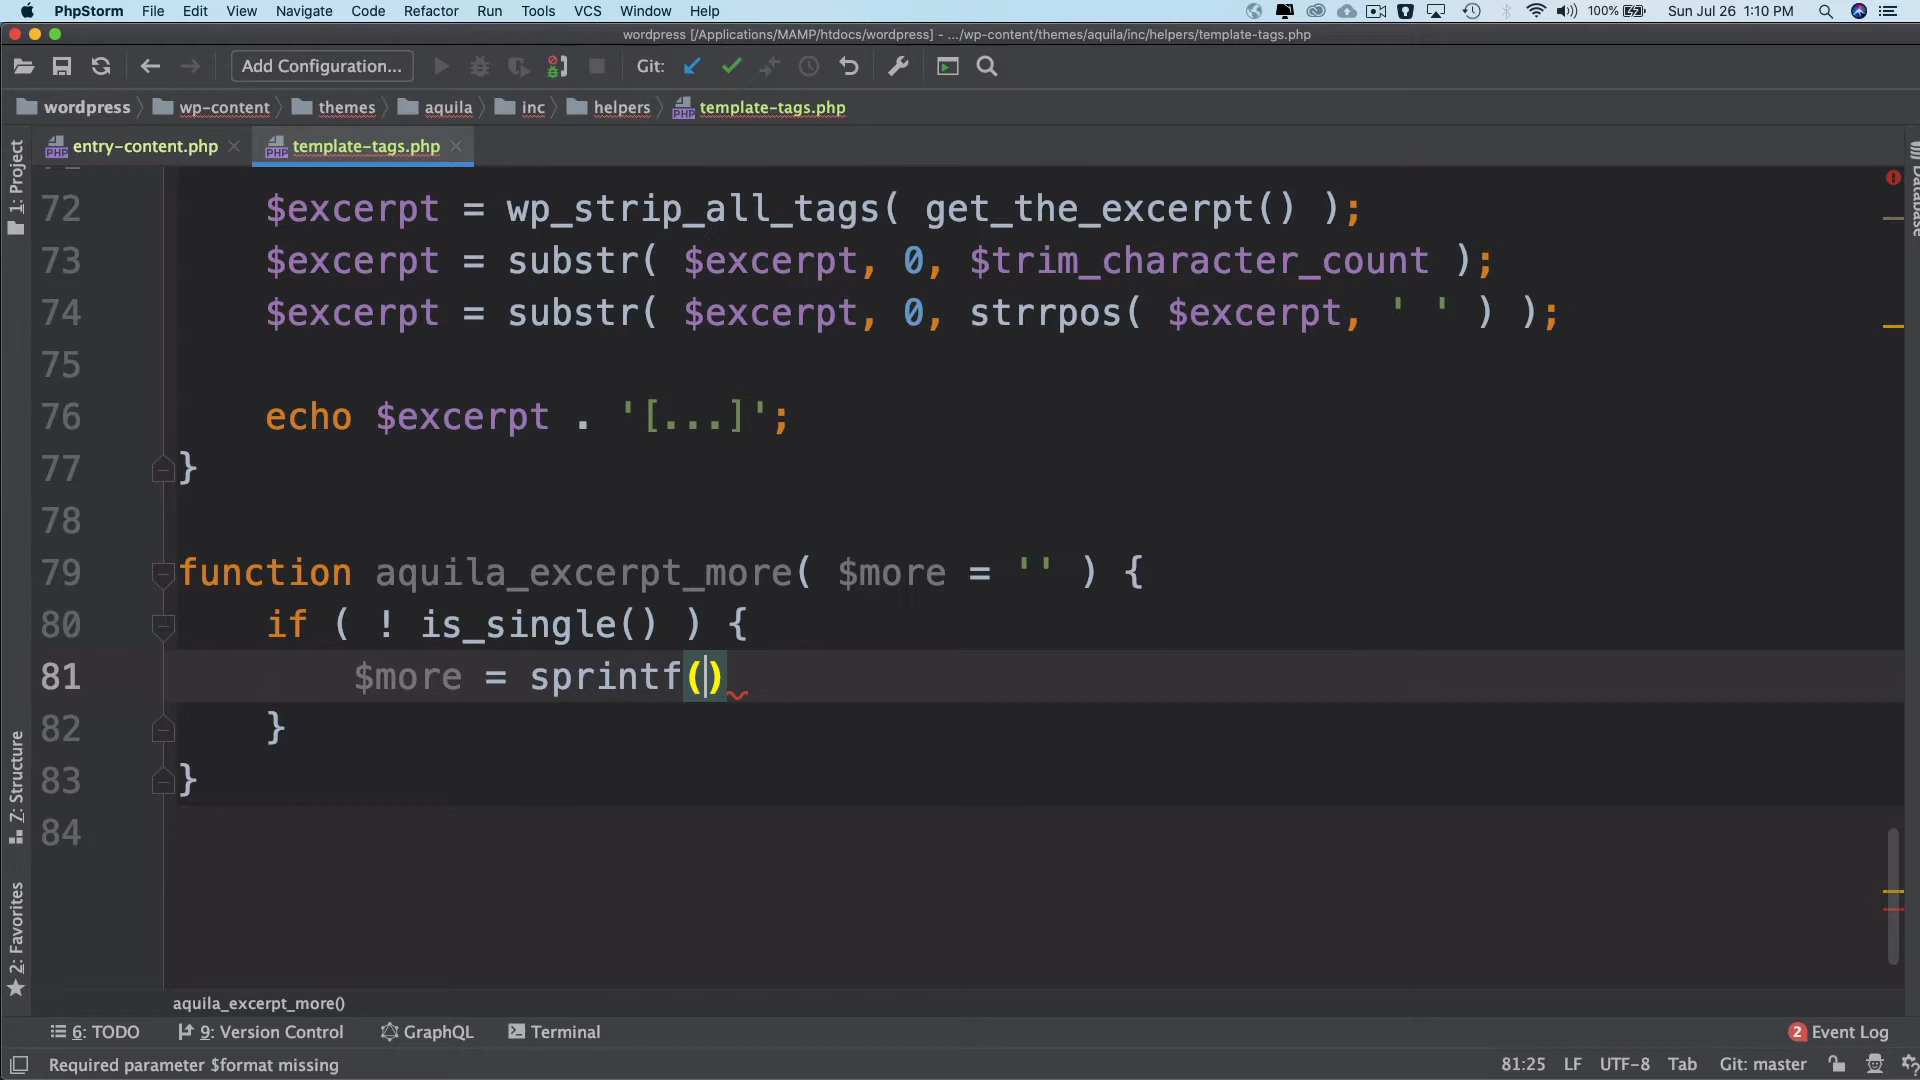 PhpStorm File Edit View Navigate Code Refactor Run Tools VCS Window Help 100% Sun Jul 26 1:10 PM
wordpress [/Applications/MAMP/htdocs/wordpress] - .../wp-content/themes/aquila/inc/helpers/template-tags.php
Add Configuration... Git:
wordpress wp-content themes aquila inc helpers template-tags.php
entry-content.php template-tags.php
1: Project
Database
72 $excerpt = wp_strip_all_tags( get_the_excerpt() );
73 $excerpt = substr( $excerpt, 0, $trim_character_count );
74 $excerpt = substr( $excerpt, 0, strrpos( $excerpt, ' ' ) );
75
76 echo $excerpt . '[...]';
77 }
78
79 function aquila_excerpt_more( $more = '' ) {
80 if ( ! is_single() ) {
81 $more = sprintf()
82 }
83 }
84
Z: Structure
2: Favorites
aquila_excerpt_more()
6: TODO 9: Version Control GraphQL Terminal 2 Event Log
Required parameter $format missing 81:25 LF UTF-8 Tab Git: master